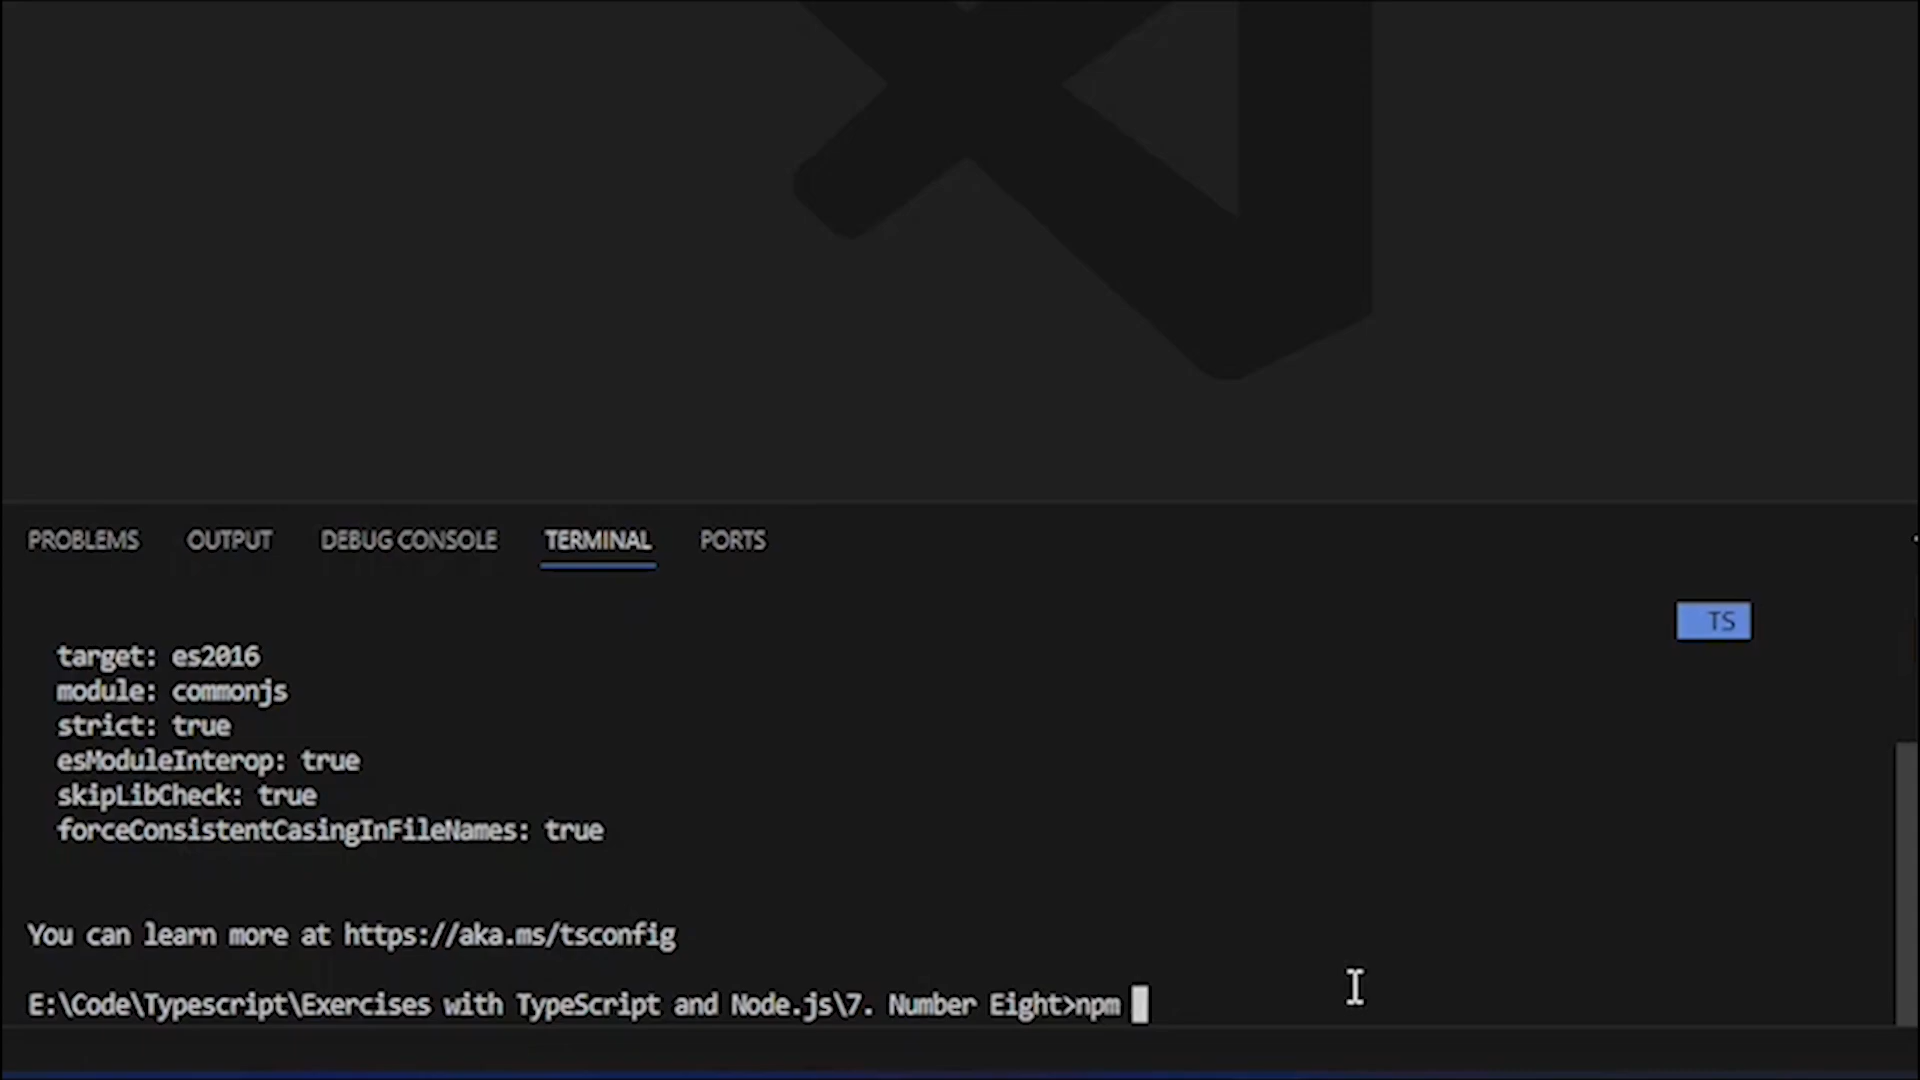 PROBLEMS OUTPUT DEBUG CONSOLE TERMINAL PORTS
TS
target: es2016
module: commonjs
strict: true
esModuleInterop: true
skipLibCheck: true
forceConsistentCasingInFileNames: true
You can learn more at https://aka.ms/tsconfig
E:\Code\Typescript\Exercises with TypeScript and Node.js\7. Number Eight>npm